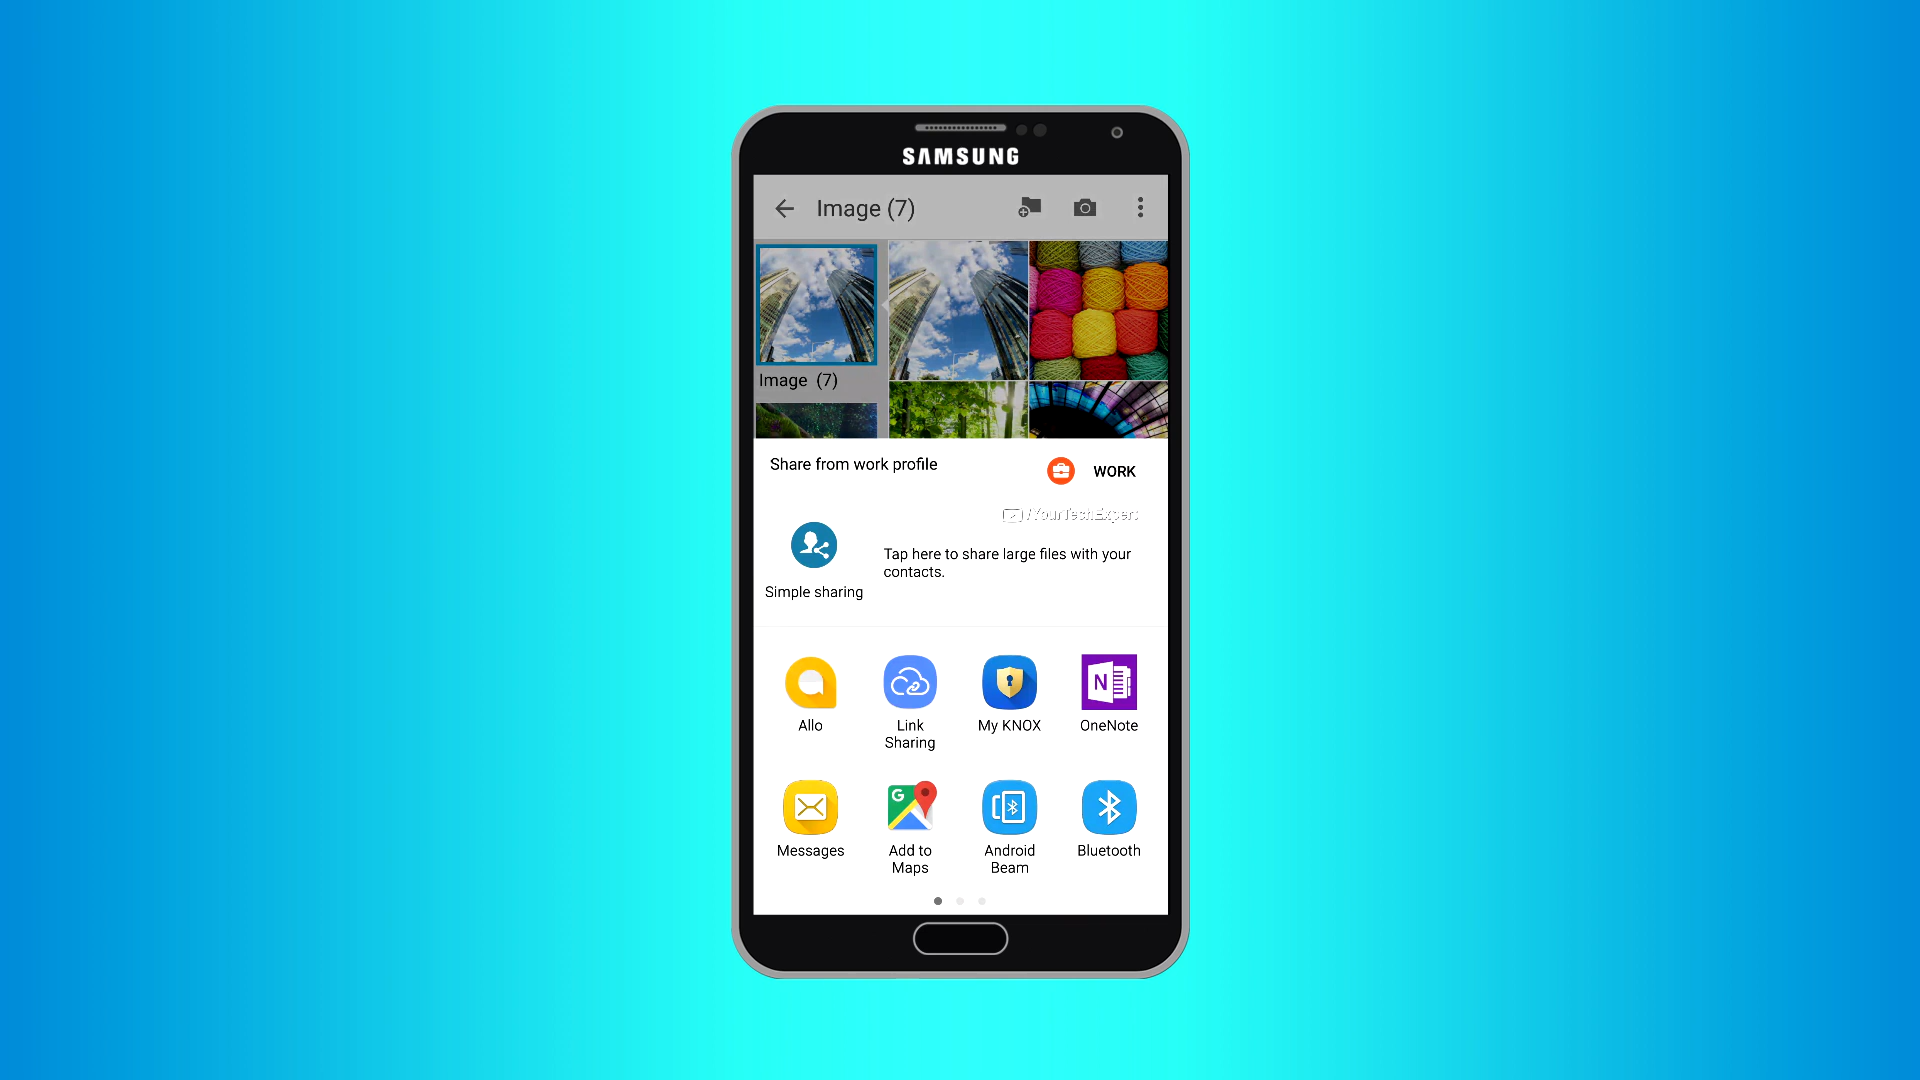 SAMSUNG
Image (7)
Image (7)
Share from work profile
WORK
/YourTechExpert
Tap here to share large files with your
contacts.
Simple sharing
Allo
Link
Sharing
My KNOX
N
OneNote
Messages
G
Add to
Maps
Android
Beam
Bluetooth